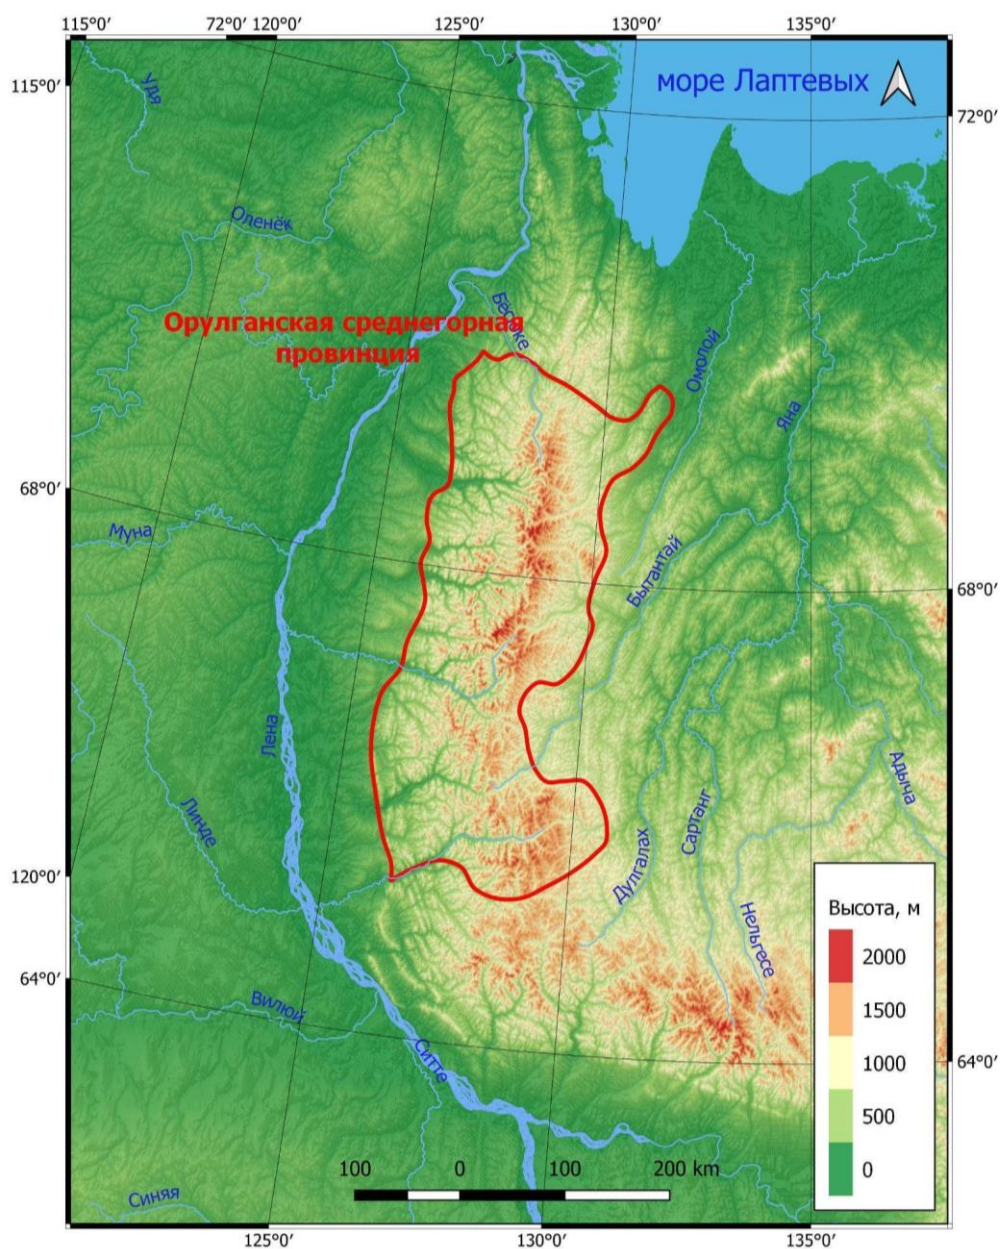 115°0′ 72°0′ 120°0′ 125°0′ 130°0′ 135°0′
море Лаптевых
115°0′
72°0′
Удя
Оленёк
Бесюке
Орулганская среднегорная
провинция
Омолой
Яна
68°0′
Муна
Бытантай
68°0′
Лена
Адыча
Линде
Сартанг
Дулгалах
120°0′
Нельгесе
Высота, м
2000
1500
1000
500
0
64°0′
Вилюй
Ситте
64°0′
100 0 100 200 km
Синяя
125°0′ 130°0′ 135°0′